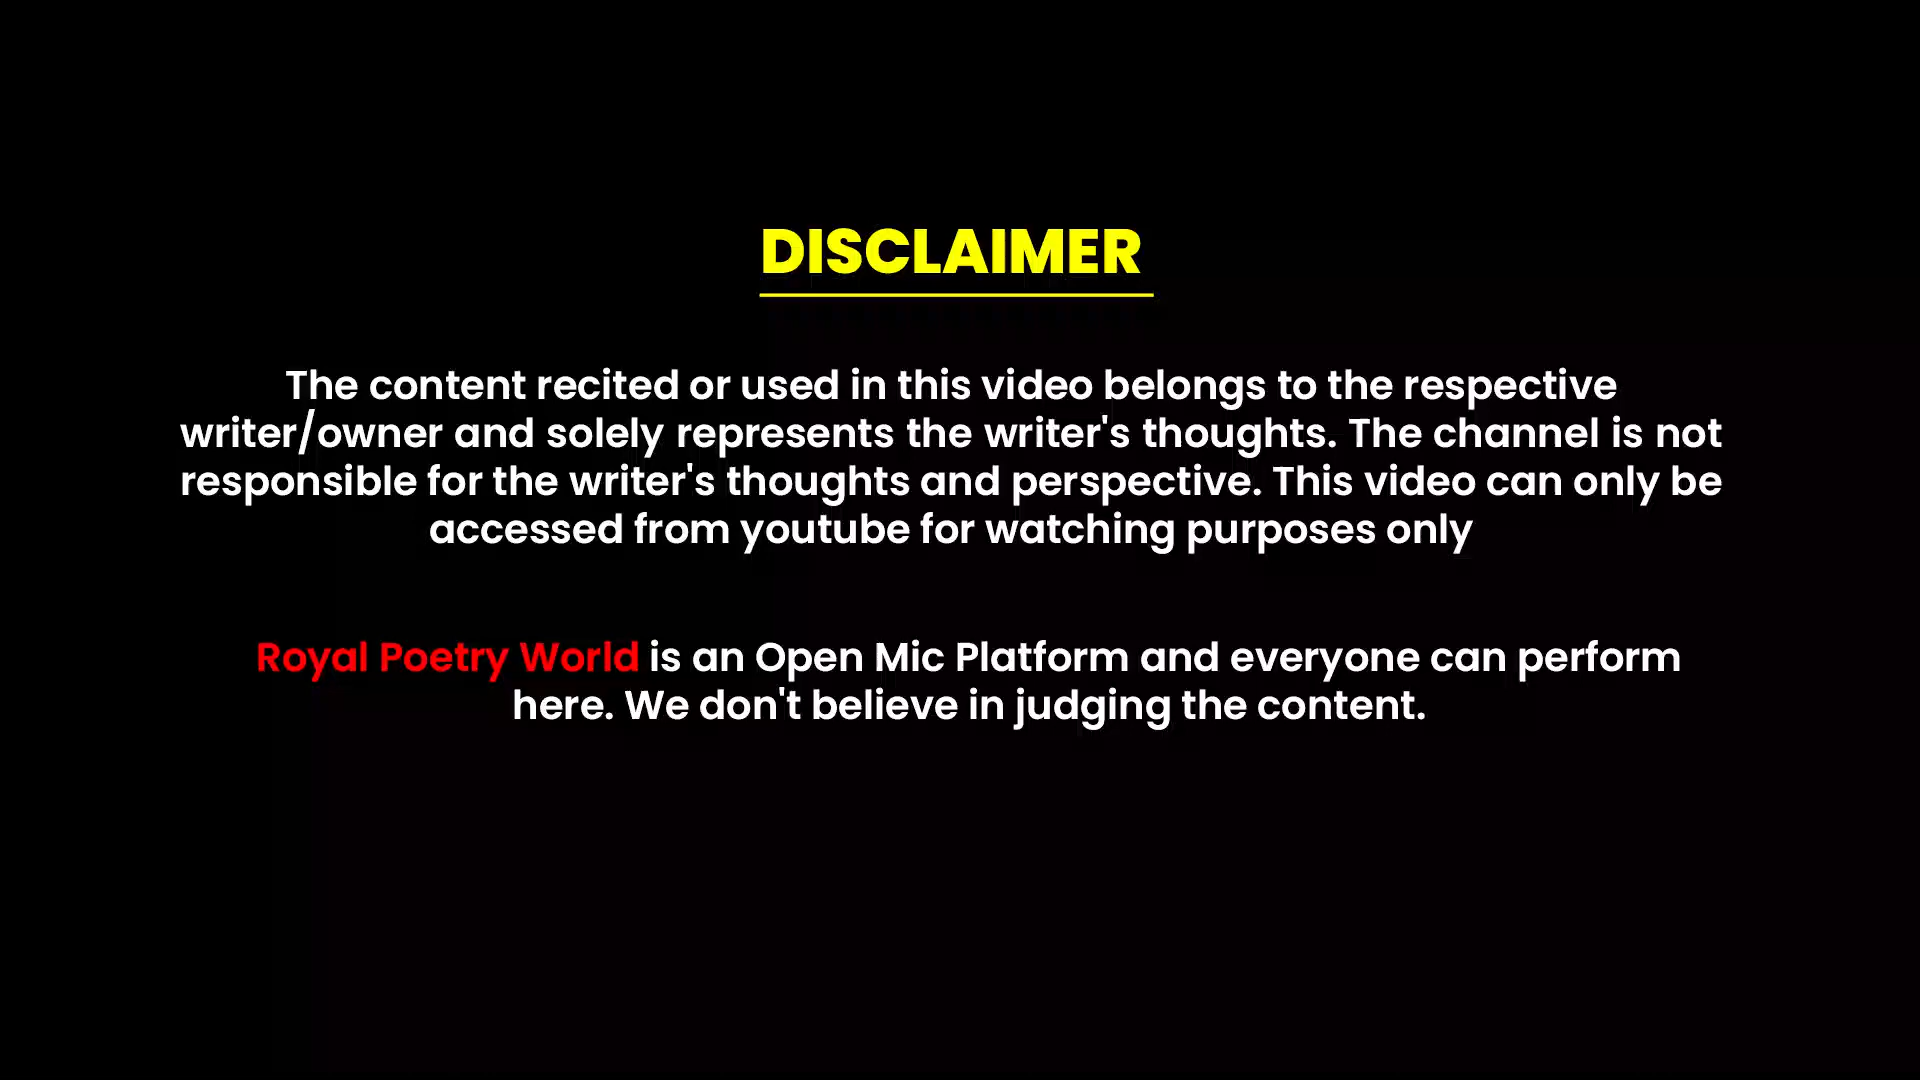 DISCLAIMER
The content recited or used in this video belongs to the respective
writer/owner and solely represents the writer's thoughts. The channel is not
responsible for the writer's thoughts and perspective. This video can only be
accessed from youtube for watching purposes only
Royal Poetry World is an Open Mic Platform and everyone can perform
here. We don't believe in judging the content.